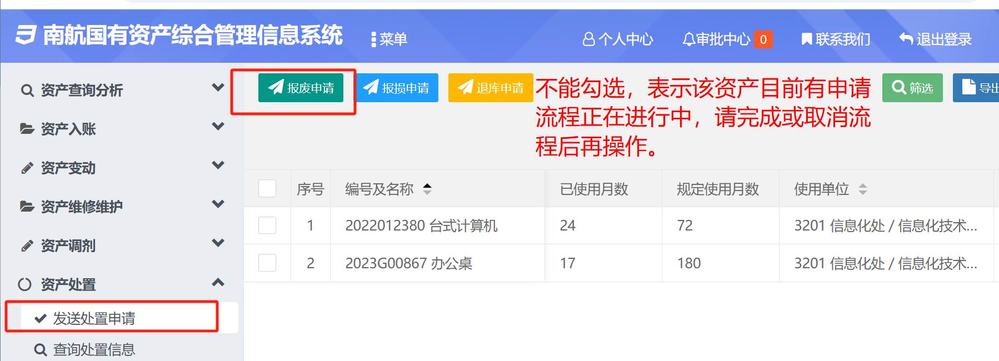 南航国有资产综合管理信息系统
菜单
个人中心
审批中心 0
联系我们
退出登录
资产查询分析
资产入账
资产变动
资产维修维护
资产调剂
资产处置
发送处置申请
查询处置信息
报废申请
报损申请
退库申请
不能勾选，表示该资产目前有申请
流程正在进行中，请完成或取消流
程后再操作。
筛选
导出
序号 编号及名称 已使用月数 规定使用月数 使用单位
1 2022012380 台式计算机 24 72 3201 信息化处 / 信息化技术...
2 2023G00867 办公桌 17 180 3201 信息化处 / 信息化技术...